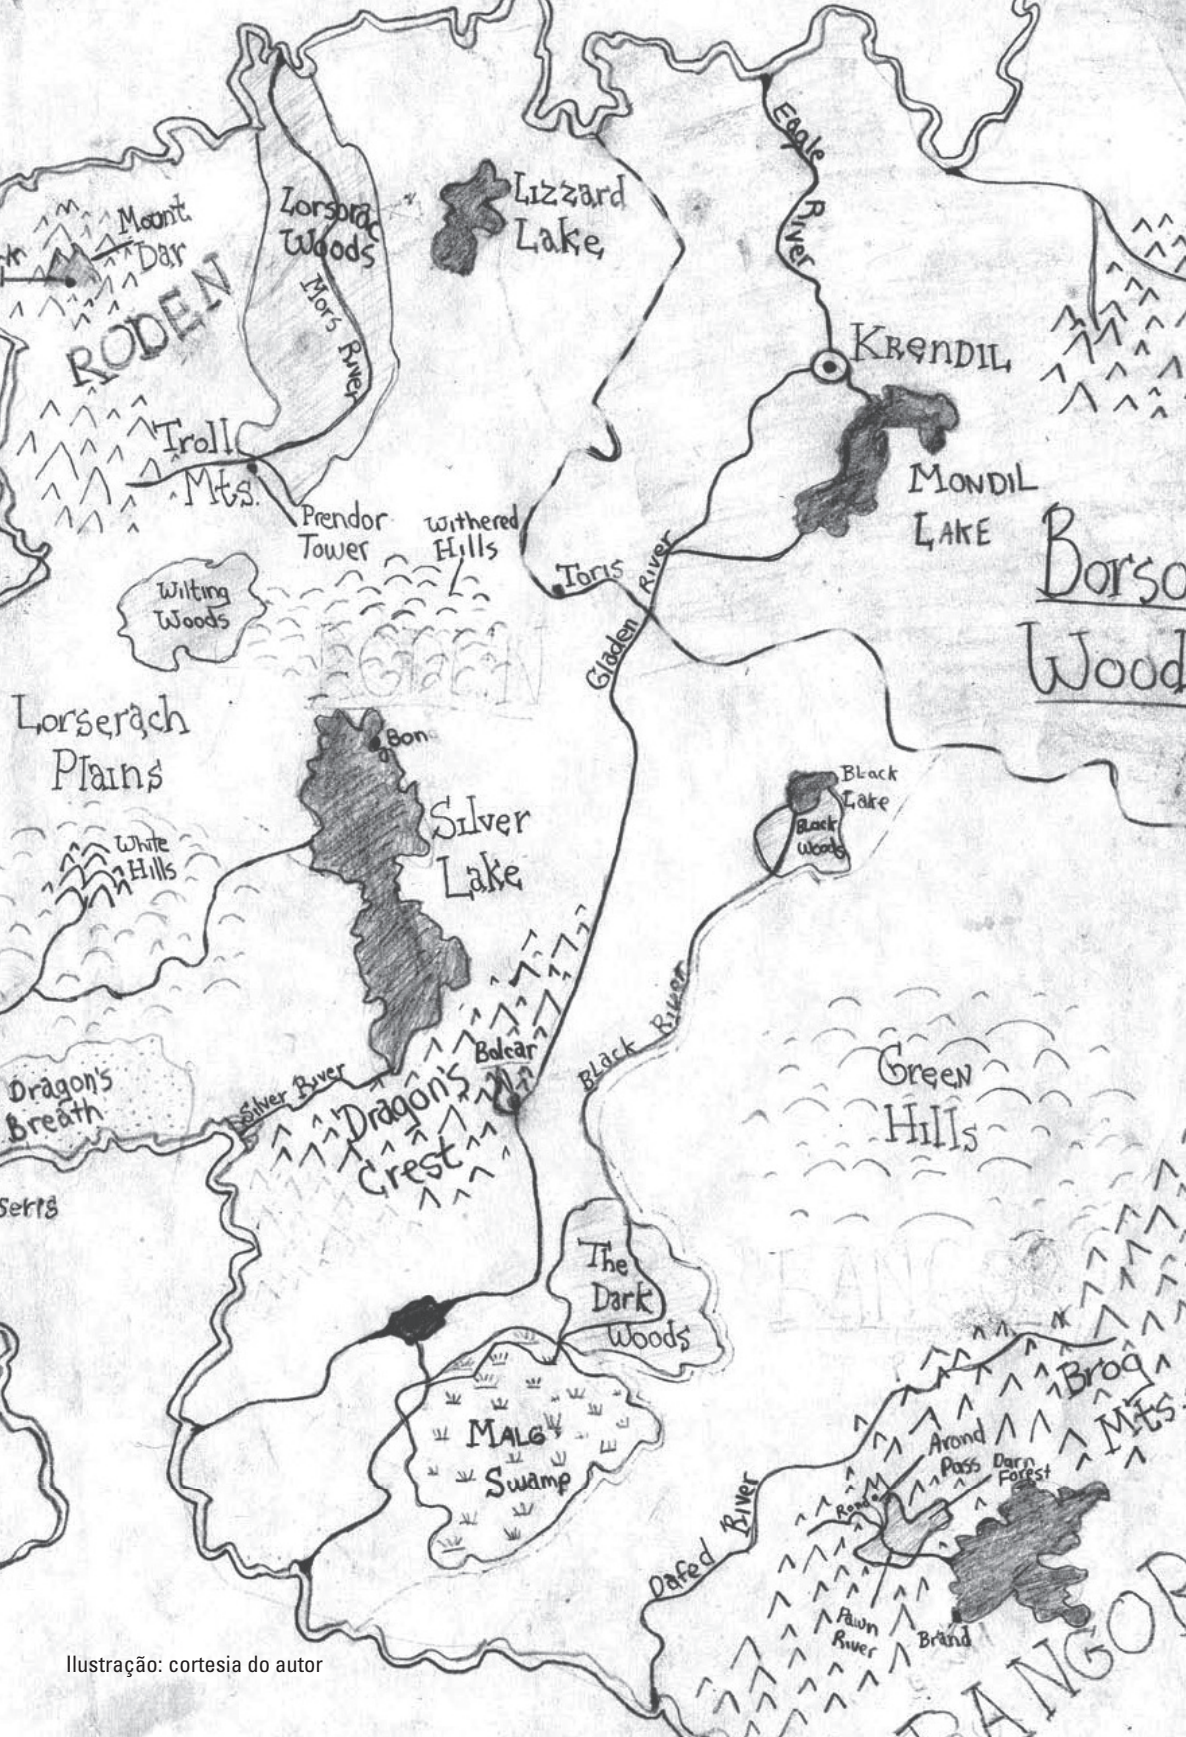 Eagle
River
Lizzard
Lake
Lorsorac
Woods
Mount
Dar
RODEN
Mors River
KRENDIL
Troll
Mts.
MONDIL
LAKE
Prendor
Tower
Withered
Hills
Borso
Wood
Toris
Gladen River
Wilting
Woods
Lorserach
Plains
Bon
Silver
Lake
Black
Lake
Black
Woods
White
Hills
Black River
Green
Hills
Balcar
Dragon's
Breath
Silver River
Dragon's
Crest
seris
The
Dark
Woods
Brog
Mts.
MALG
Swamp
Arond
Pass
Darn
Forest
Road
Dafed River
Pawn
River
Brand
RANGOR
Ilustração: cortesia do autor